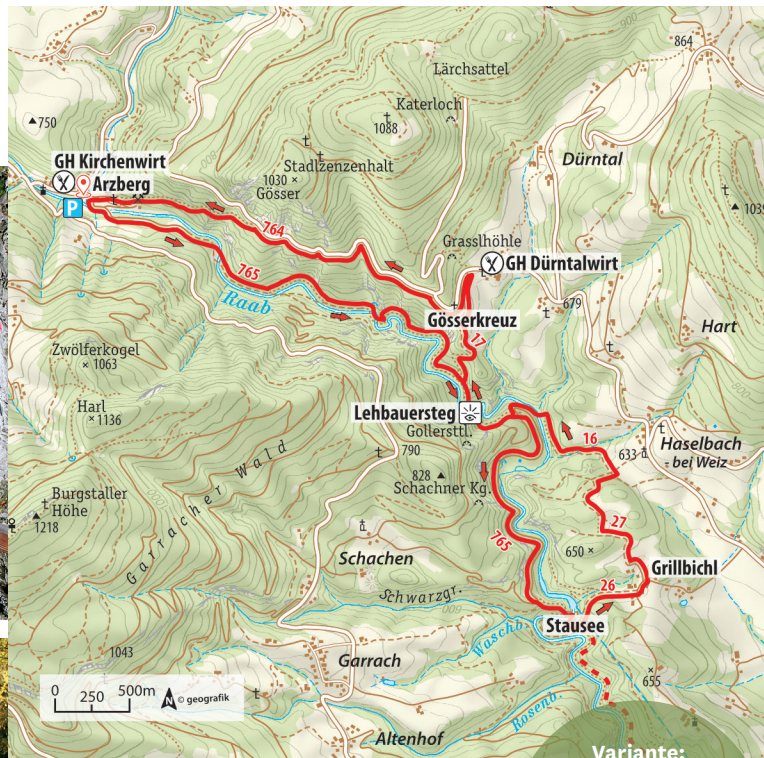 864
Lärchsattel
900
Katerloch
▲750
1088
800
Dürntal
GH Kirchenwirt
Stadlzenzenhalt
Arzberg
1030 ×
Gösser
P
764
Grasslhöhle
GH Dürntalwirt
765
Raab
679
Gösserkreuz
17
Hart
Zwölferkogel
× 1063
Harl
× 1136
Lehbauersteg
Gollersttl.
16
Haselbach
- bei Weiz
790
633
828 ▲
Schachner Kg.
Garracher Wald
Burgstaller
Höhe
▲ 1218
27
765
650 ×
Schachen
Grillbichl
26
Schwarzgr.
Stausee
Waschb.
1043
Garrach
655
0 250 500m
© geografik
Rosenb.
Altenhof
Variante: